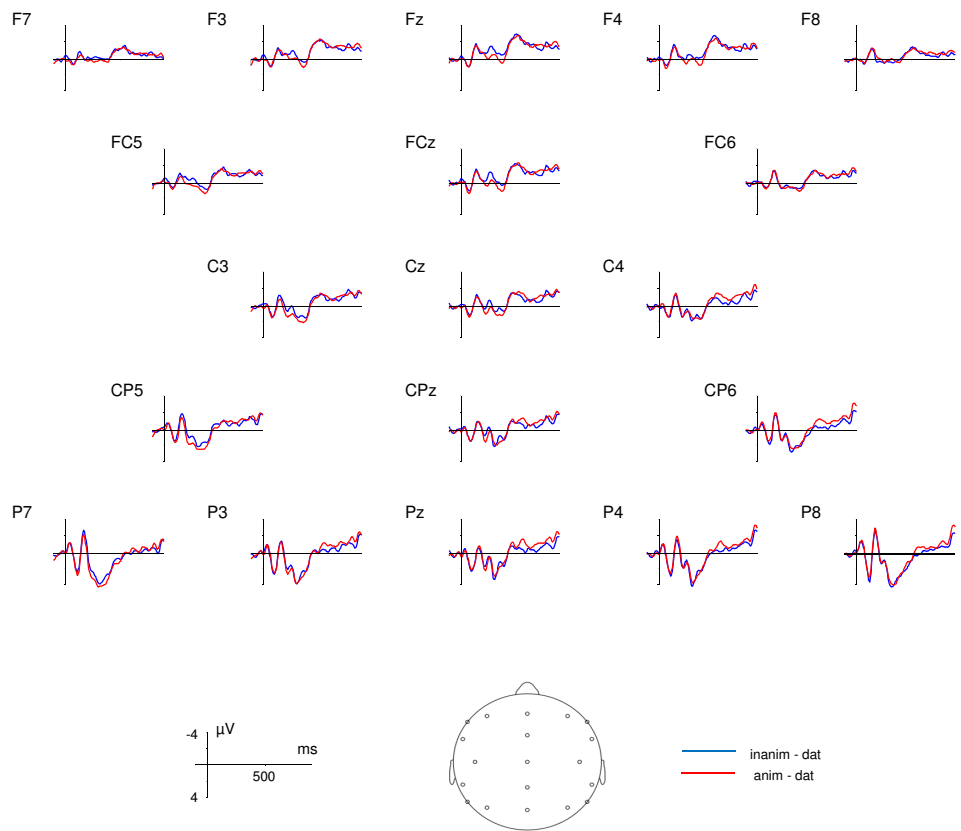 F7 F3 Fz F4 F8
FC5 FCz FC6
C3 Cz C4
CP5 CPz CP6
P7 P3 Pz P4 P8
-4 µV
ms
500
4
inanim - dat
anim - dat